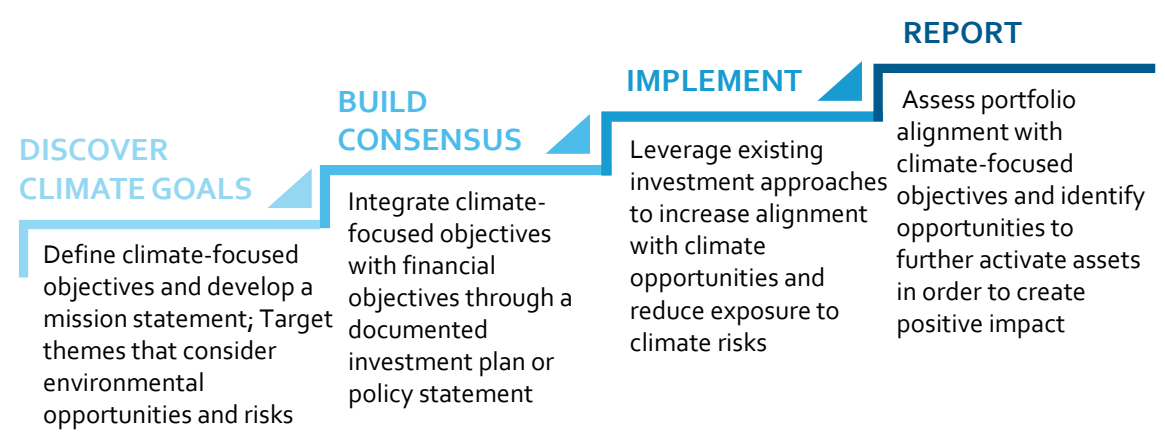 DISCOVER
CLIMATE GOALS
Define climate-focused
objectives and develop a
mission statement; Target
themes that consider
environmental
opportunities and risks
BUILD
CONSENSUS
Integrate climate-
focused objectives
with financial
objectives through a
documented
investment plan or
policy statement
IMPLEMENT
Leverage existing
investment approaches
to increase alignment
with climate
opportunities and
reduce exposure to
climate risks
REPORT
Assess portfolio
alignment with
climate-focused
objectives and identify
opportunities to
further activate assets
in order to create
positive impact